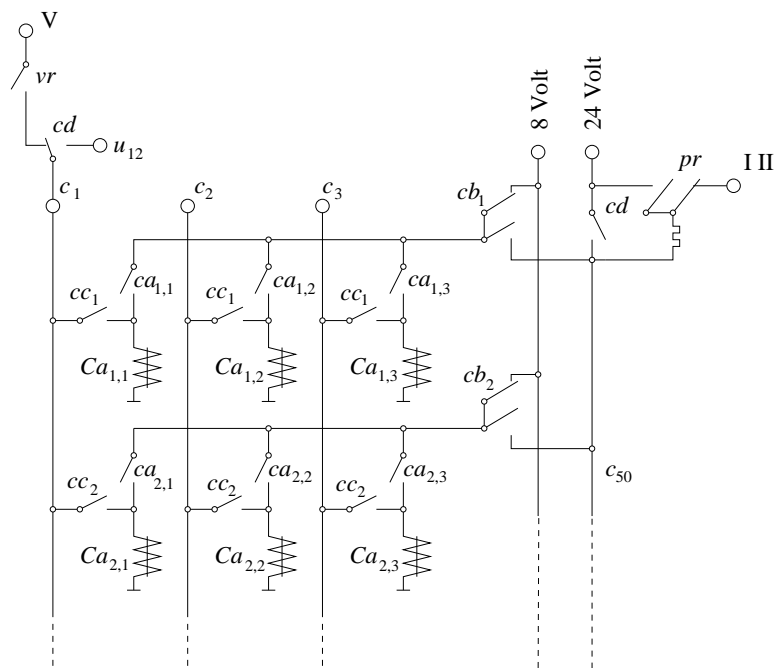 V
vr
cd
u12
8 Volt
24 Volt
pr
I II
c1
c2
c3
cb1
cd
ca1,1
ca1,2
ca1,3
cc1
cc1
cc1
Ca1,1
Ca1,2
Ca1,3
cb2
ca2,1
ca2,2
ca2,3
c50
cc2
cc2
cc2
Ca2,1
Ca2,2
Ca2,3